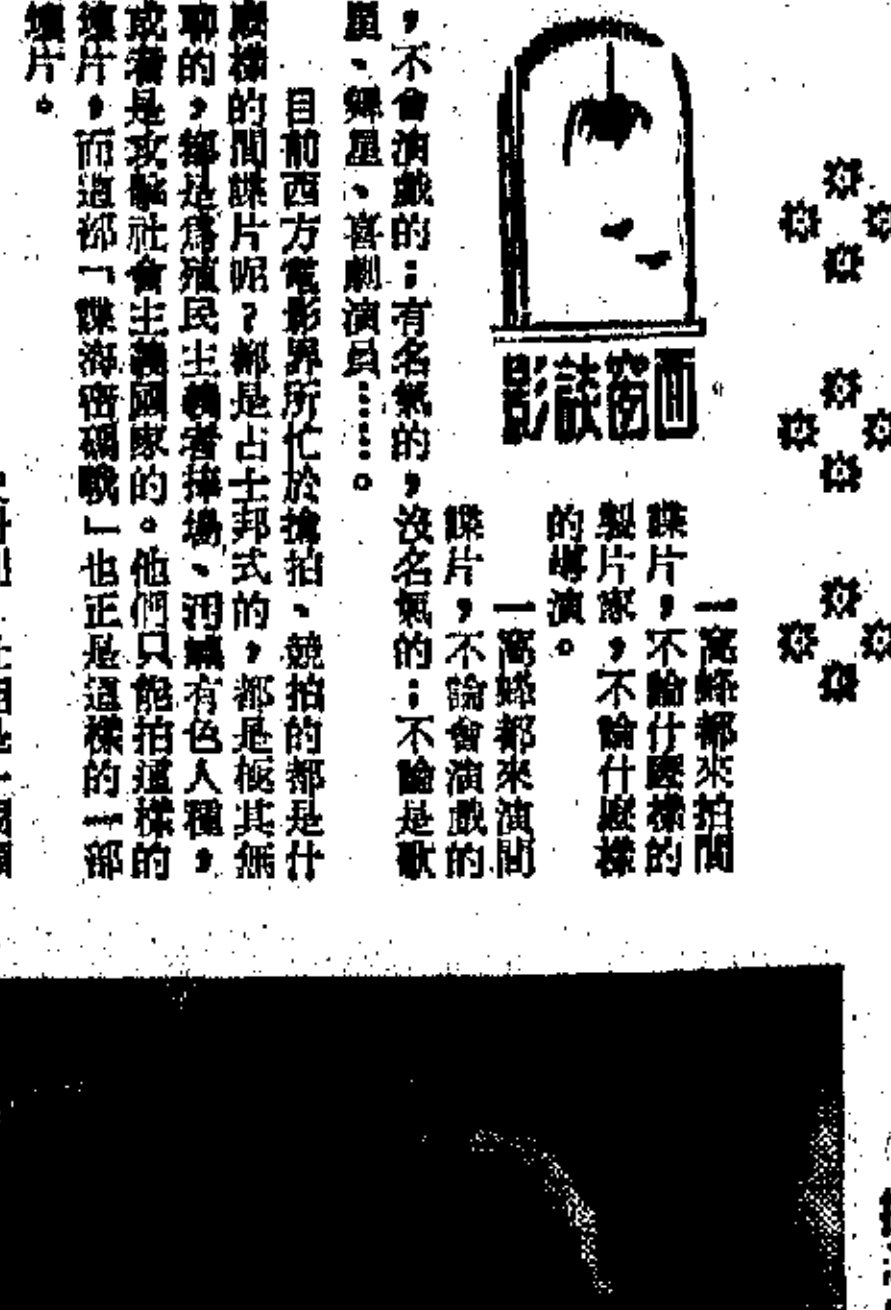 西窗談影
一窩蜂都來拍間
諜片，不論什麼樣的
製片家，不論什麼樣
的導演。
一窩蜂都來演間
諜片，不論會演戲的
，不會演戲的；有名氣的，沒名氣的；不論是歌
星、星、喜劇演員……。
目前西方電影界所忙於搶拍、競拍的都是什
麼樣的間諜片呢？都是占士邦式的，都是極其無
聊的，都是爲殖民主義者捧場、污衊有色人種，
或者是攻擊社會主義國家的。他們只能拍這樣的
壞片，而這部「諜海密碼戰」也正是這樣的一部
壞片。